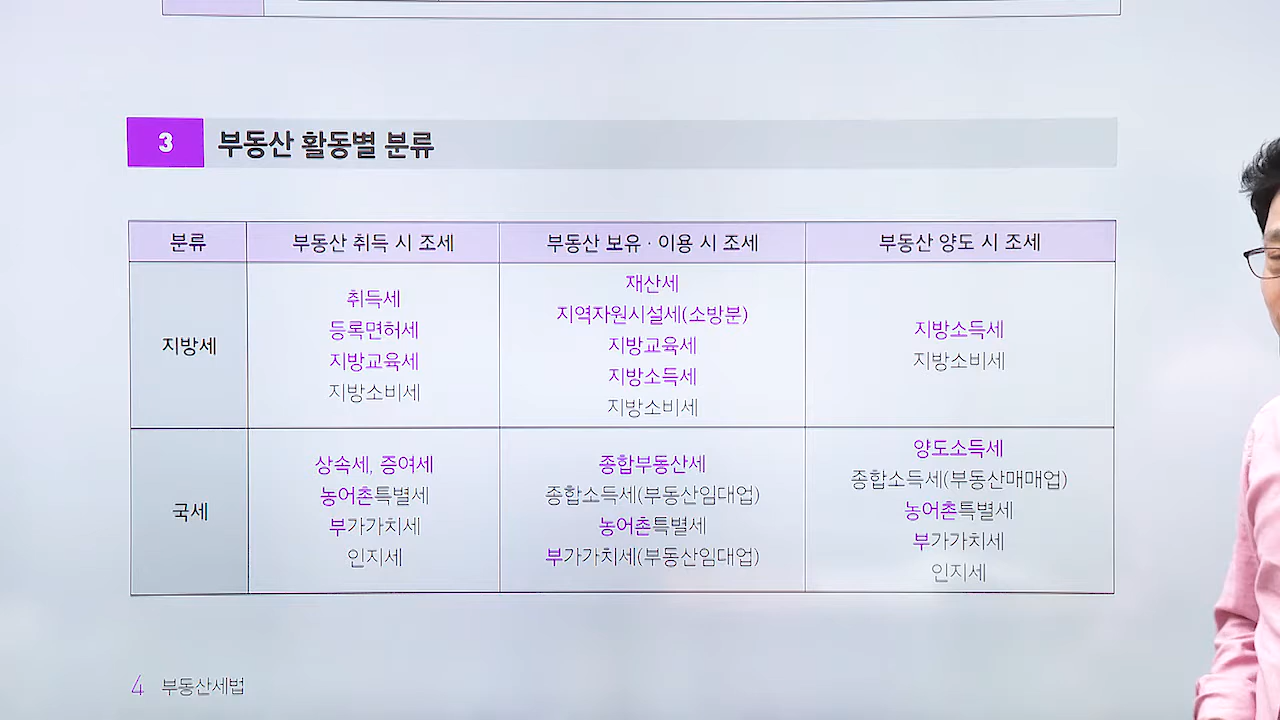 3 부동산 활동별 분류
분류 부동산 취득 시 조세 부동산 보유 · 이용 시 조세 부동산 양도 시 조세
지방세
취득세
등록면허세
지방교육세
지방소비세
재산세
지역자원시설세(소방분)
지방교육세
지방소득세
지방소비세
지방소득세
지방소비세
국세
상속세, 증여세
농어촌특별세
부가가치세
인지세
종합부동산세
종합소득세(부동산임대업)
농어촌특별세
부가가치세(부동산임대업)
양도소득세
종합소득세(부동산매매업)
농어촌특별세
부가가치세
인지세
4 부동산세법